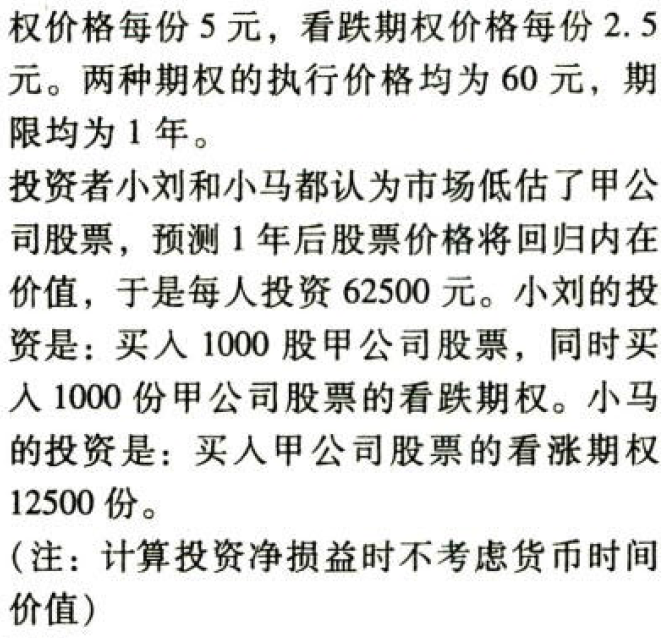 权价格每份 5 元，看跌期权价格每份 2.5
元。两种期权的执行价格均为 60 元，期
限均为 1 年。
投资者小刘和小马都认为市场低估了甲公
司股票，预测 1 年后股票价格将回归内在
价值，于是每人投资 62500 元。小刘的投
资是：买入 1000 股甲公司股票，同时买
入 1000 份甲公司股票的看跌期权。小马
的投资是：买入甲公司股票的看涨期权
12500 份。
（注：计算投资净损益时不考虑货币时间
价值）